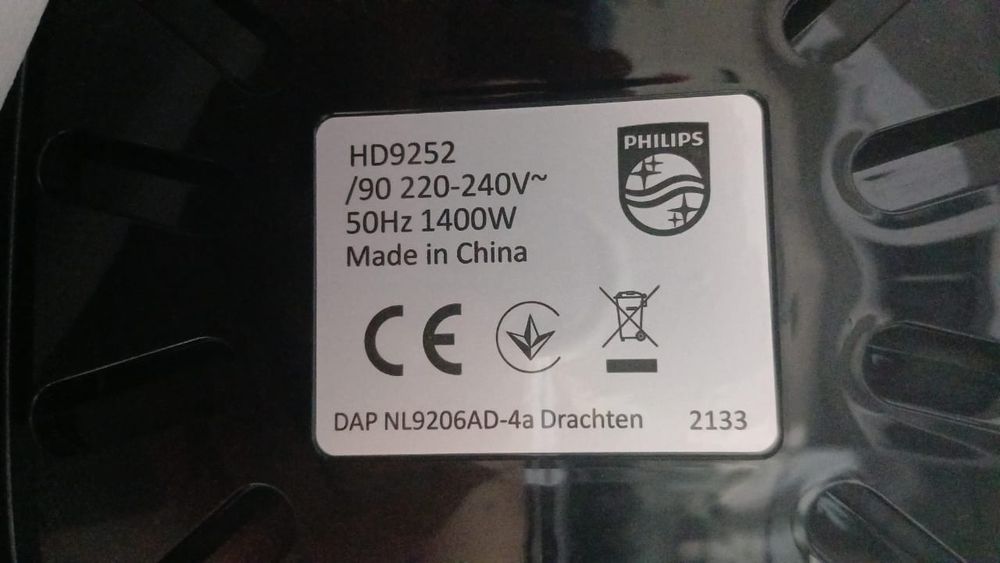 HD9252
/90 220-240V~
50Hz 1400W
Made in China
PHILIPS
CE
DAP NL9206AD-4a Drachten 2133